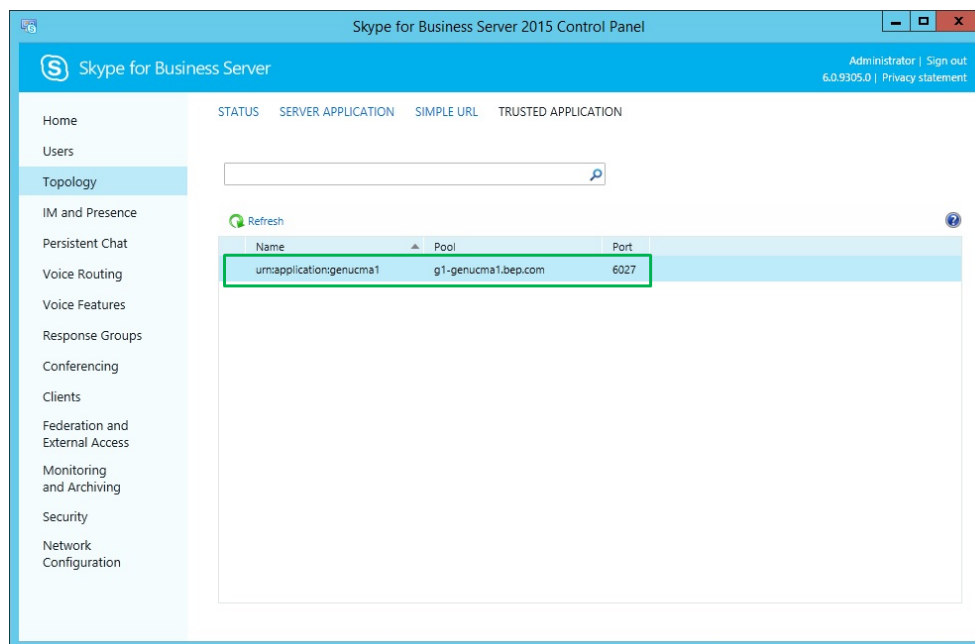 Skype for Business Server 2015 Control Panel
Skype for Business Server
Administrator | Sign out
6.0.9305.0 | Privacy statement
Home
Users
Topology
IM and Presence
Persistent Chat
Voice Routing
Voice Features
Response Groups
Conferencing
Clients
Federation and
External Access
Monitoring
and Archiving
Security
Network
Configuration
STATUS SERVER APPLICATION SIMPLE URL TRUSTED APPLICATION
Refresh
Name Pool Port
urn:application:genucma1 g1-genucma1.bep.com 6027